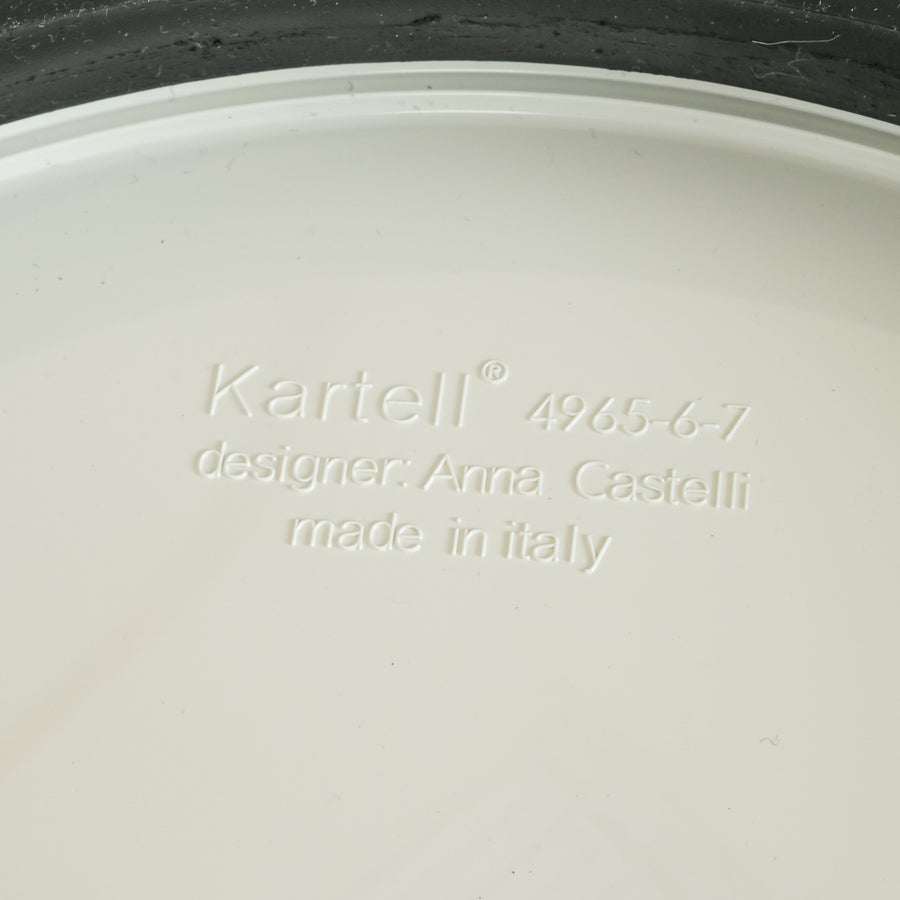 Kartell® 4965-6-7
designer: Anna Castelli
made in italy